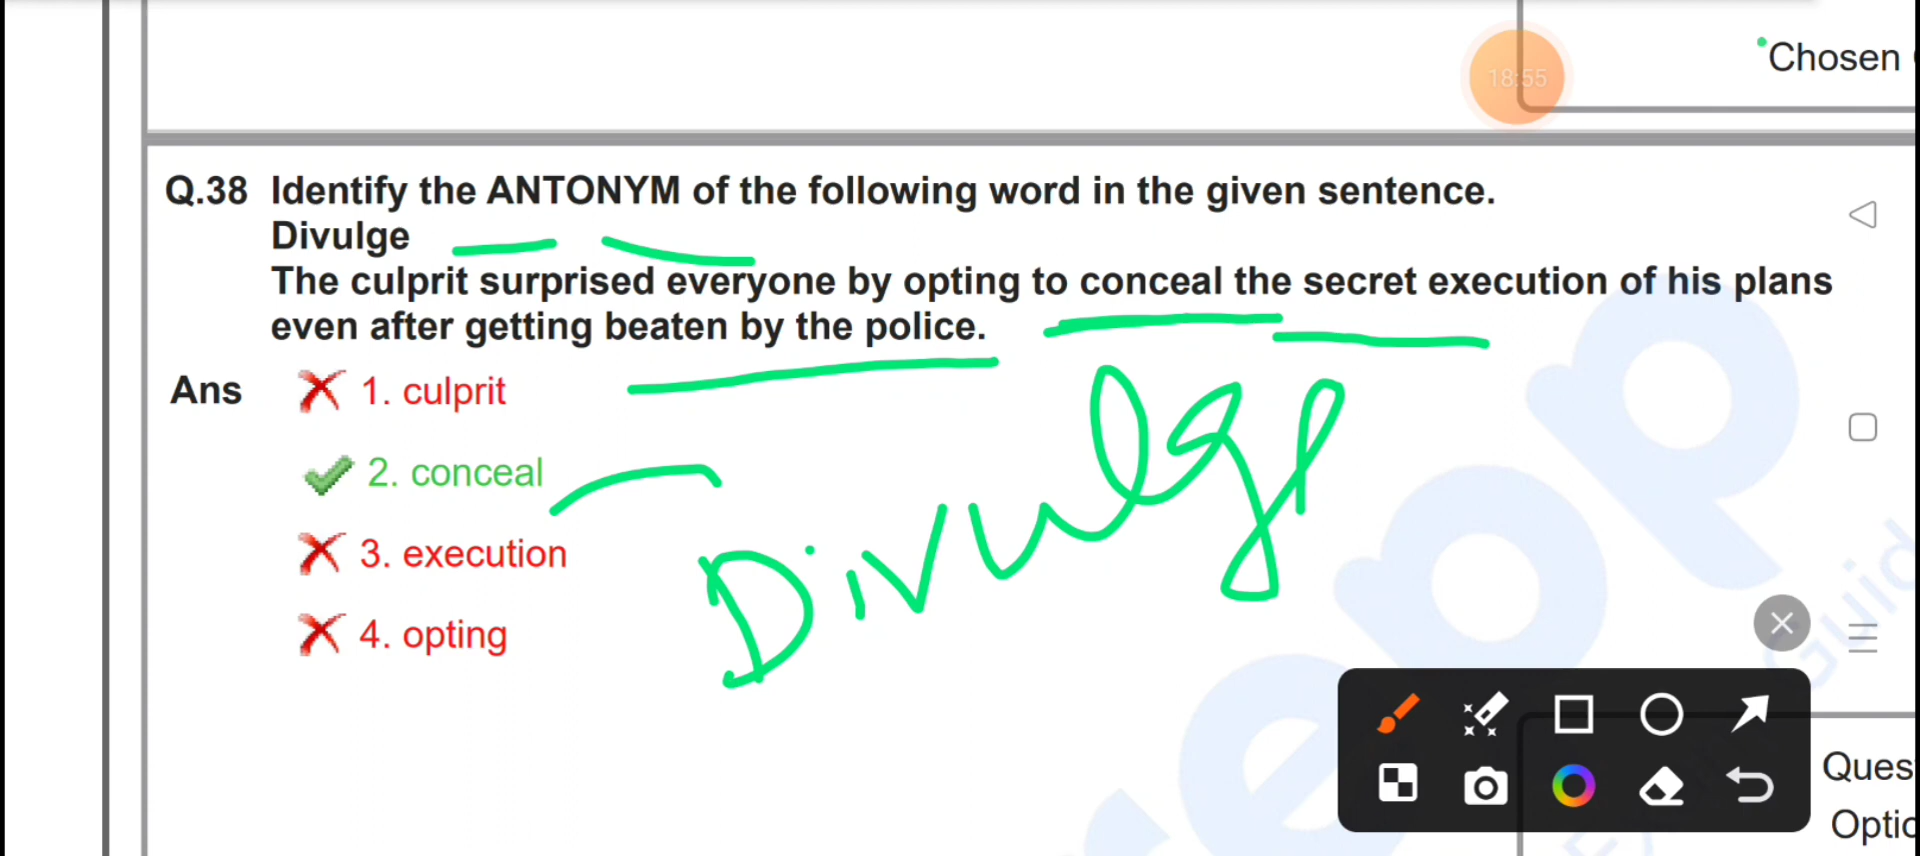 18:55
Chosen
Q.38 Identify the ANTONYM of the following word in the given sentence.
Divulge
The culprit surprised everyone by opting to conceal the secret execution of his plans
even after getting beaten by the police.
Ans 1. culprit
2. conceal
3. execution
4. opting
Divulge
Guid
Ques
Optio